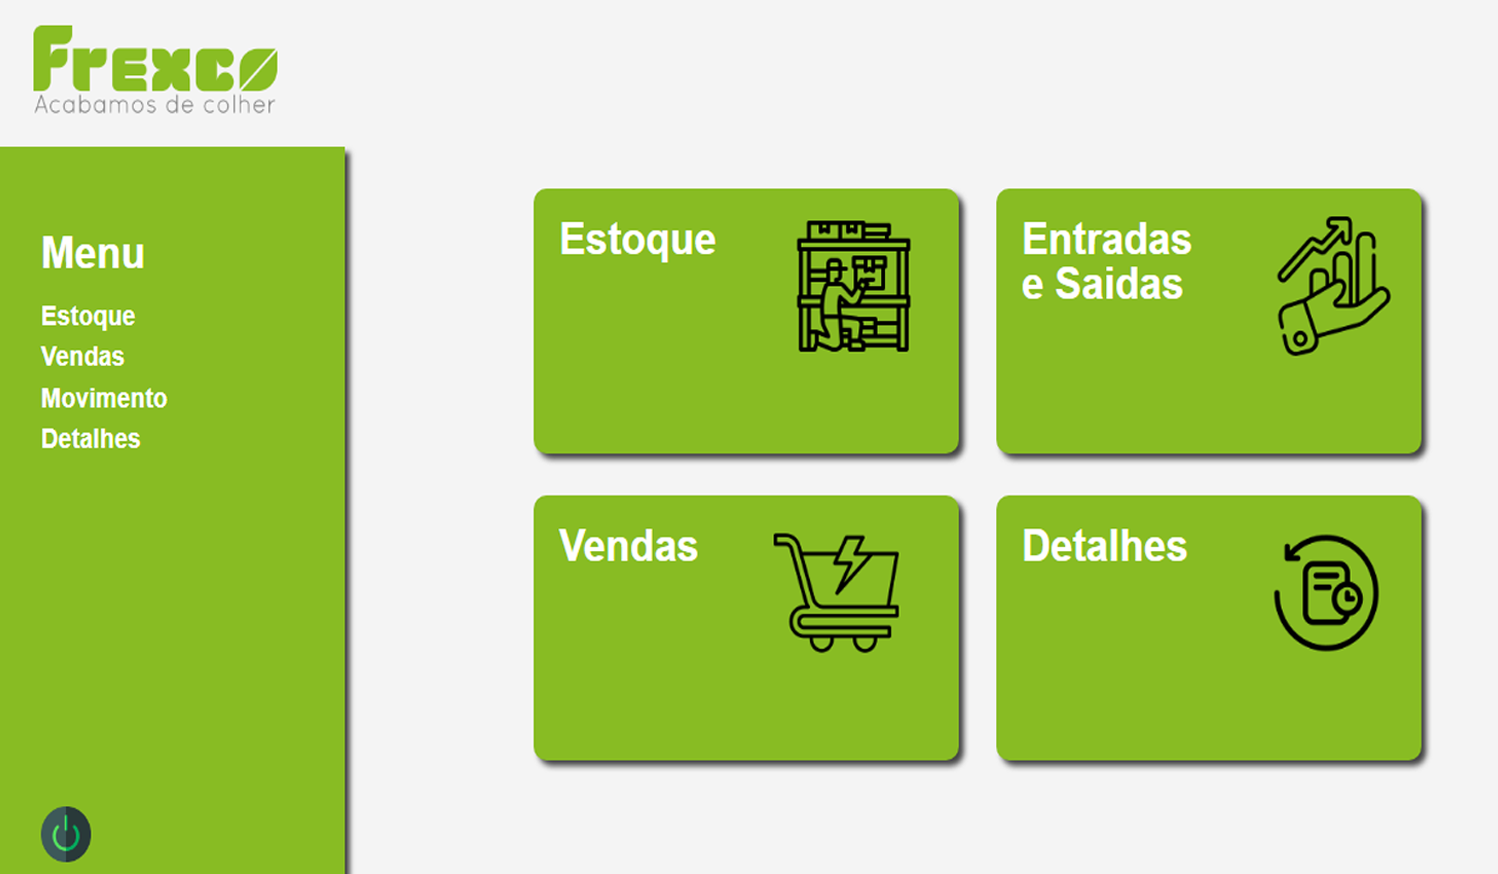 Frexco
Acabamos de colher
Menu
Estoque
Vendas
Movimento
Detalhes
Estoque
Entradas
e Saidas
Vendas
Detalhes